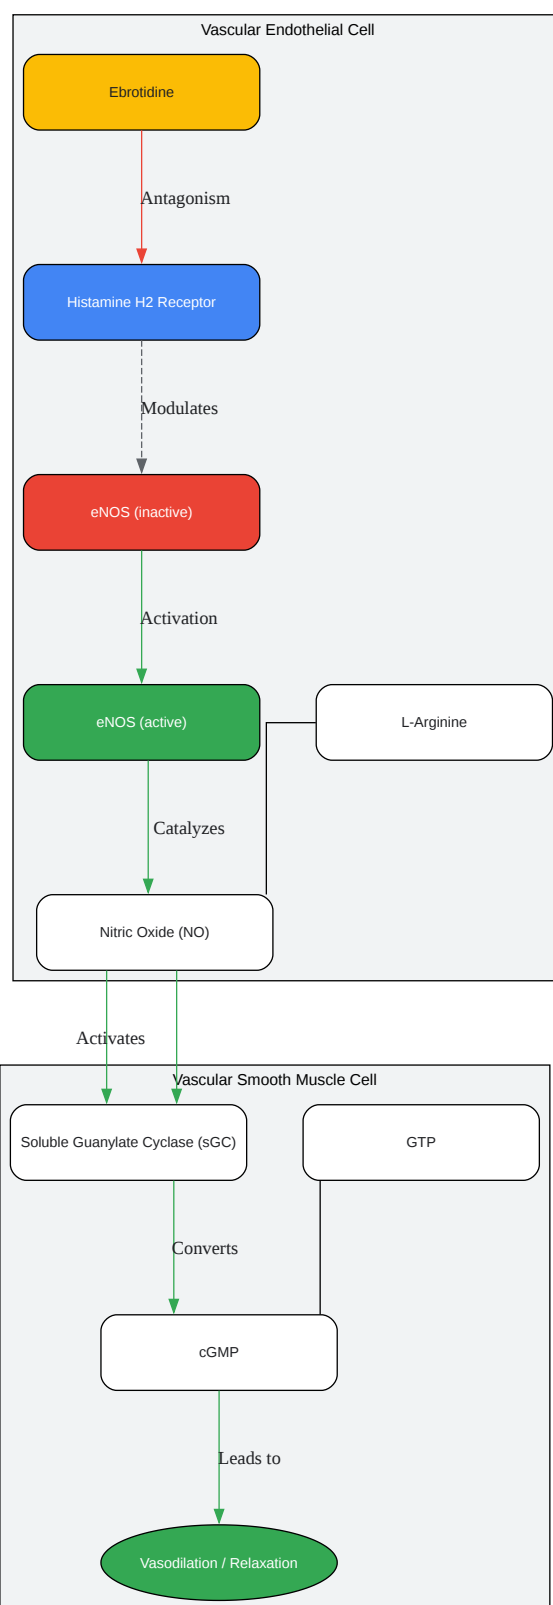 Vascular Endothelial Cell
Ebrotidine
Antagonism
Histamine H2 Receptor
Modulates
eNOS (inactive)
Activation
eNOS (active)
L-Arginine
Catalyzes
Nitric Oxide (NO)
Activates
Vascular Smooth Muscle Cell
Soluble Guanylate Cyclase (sGC)
GTP
Converts
cGMP
Leads to
Vasodilation / Relaxation